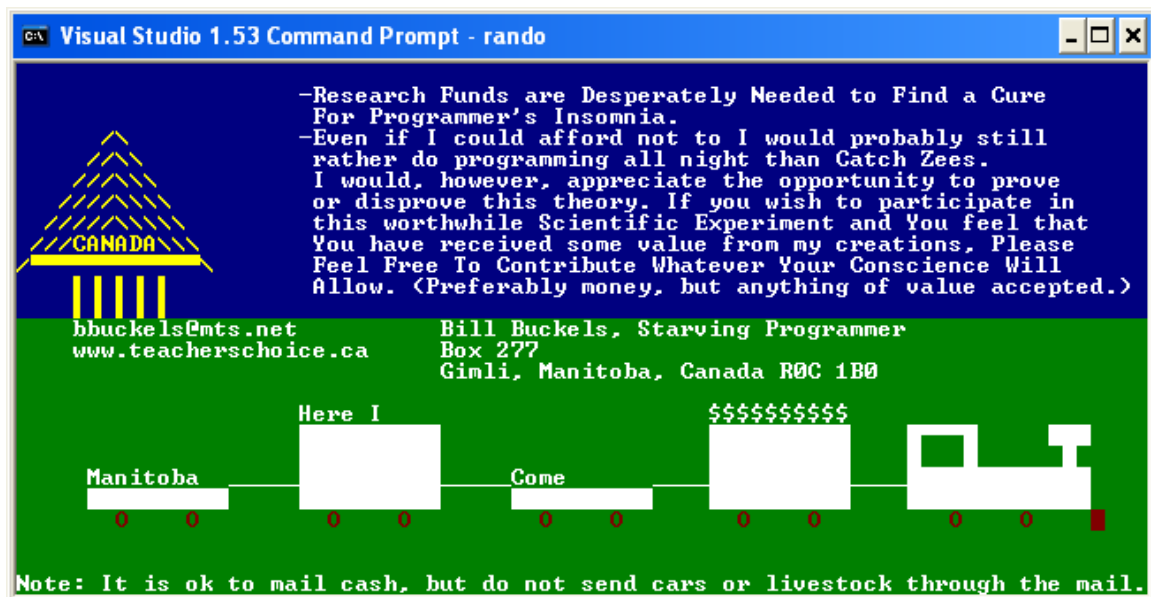 Visual Studio 1.53 Command Prompt - rando
-Research Funds are Desperately Needed to Find a Cure
For Programmer's Insomnia.
-Even if I could afford not to I would probably still
rather do programming all night than Catch Zees.
I would, however, appreciate the opportunity to prove
or disprove this theory. If you wish to participate in
this worthwhile Scientific Experiment and You feel that
You have received some value from my creations, Please
Feel Free To Contribute Whatever Your Conscience Will
Allow. (Preferably money, but anything of value accepted.)
CANADA
bbuckels@mts.net Bill Buckels, Starving Programmer
www.teacherschoice.ca Box 277
Gimli, Manitoba, Canada R0C 1B0
Here I $$$$$$$$$$
Manitoba Come
O O O O O O O O O O
Note: It is ok to mail cash, but do not send cars or livestock through the mail.